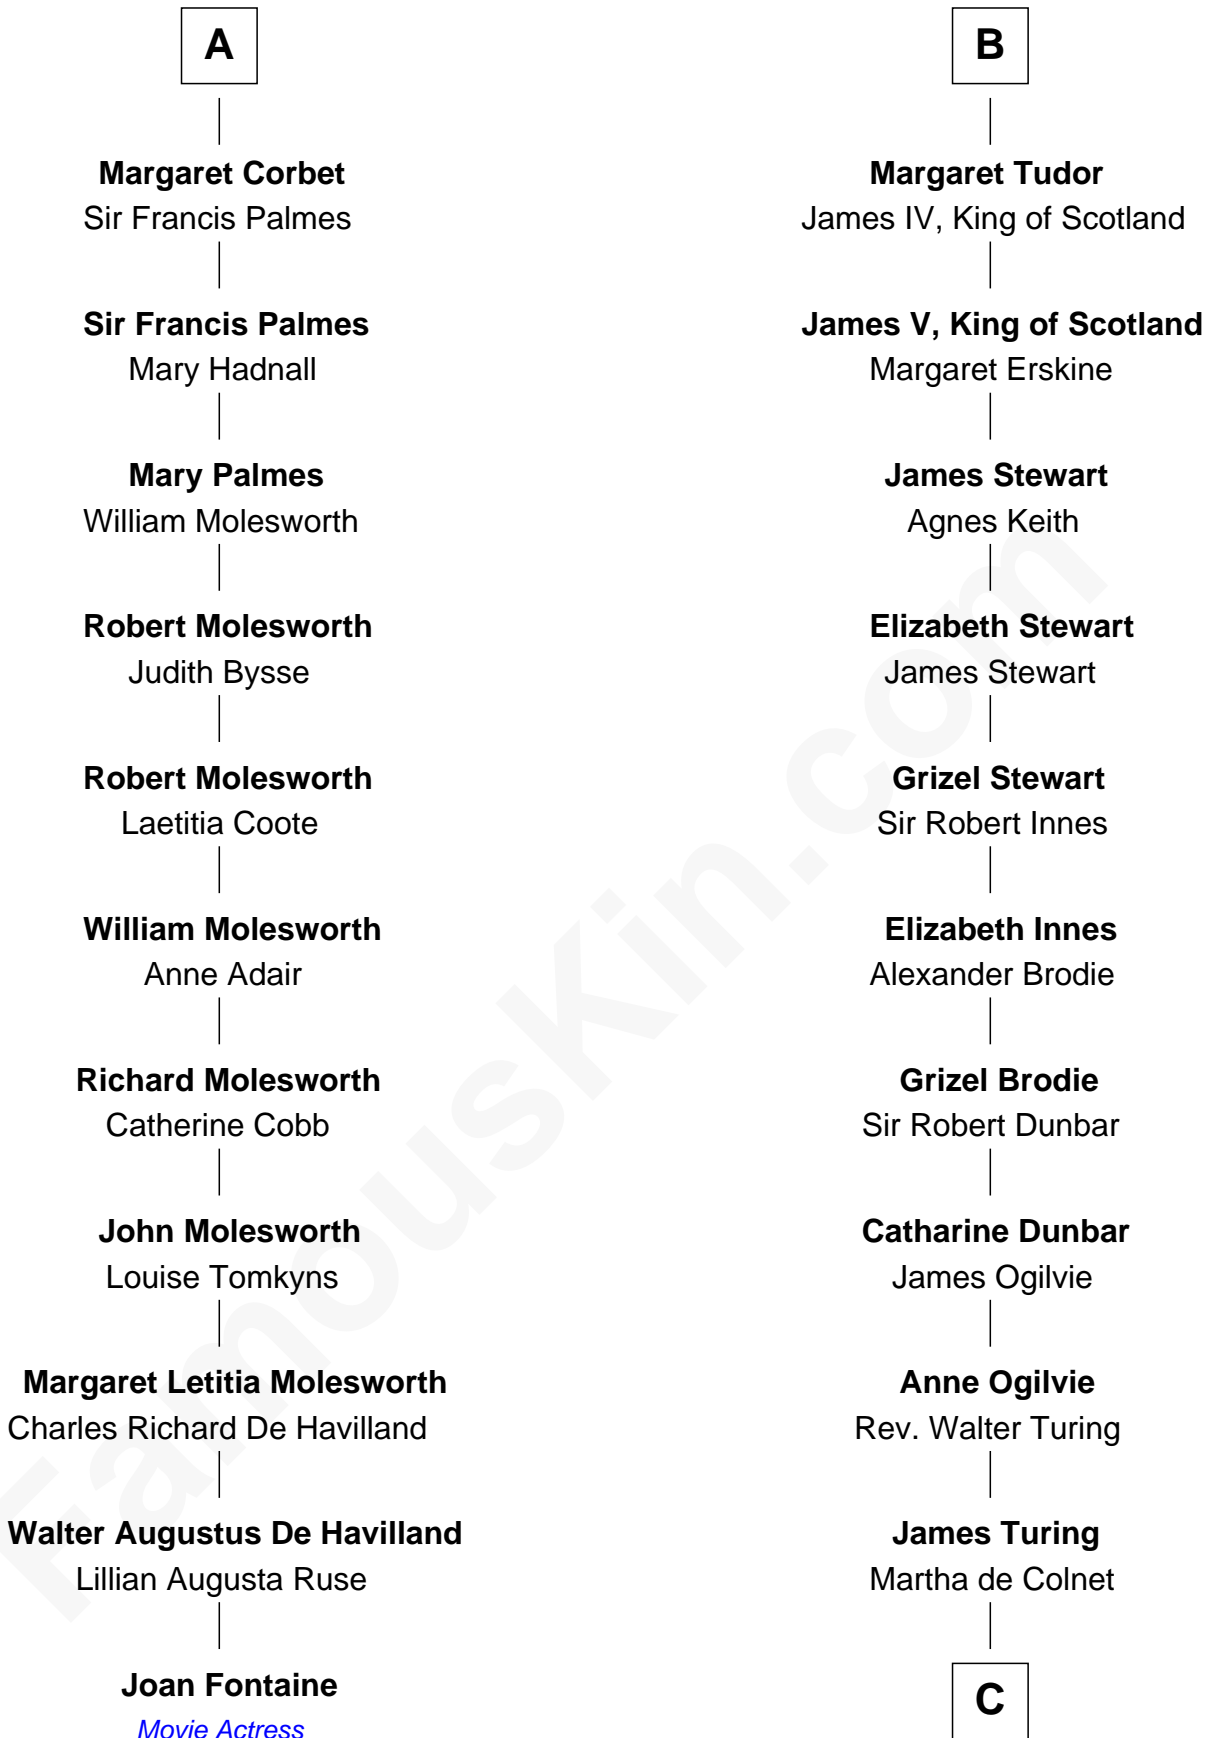 A
Margaret Corbet
Sir Francis Palmes
Sir Francis Palmes
Mary Hadnall
Mary Palmes
William Molesworth
Robert Molesworth
Judith Bysse
Robert Molesworth
Laetitia Coote
William Molesworth
Anne Adair
Richard Molesworth
Catherine Cobb
John Molesworth
Louise Tomkyns
Margaret Letitia Molesworth
Charles Richard De Havilland
Walter Augustus De Havilland
Lillian Augusta Ruse
Joan Fontaine
Movie Actress
B
Margaret Tudor
James IV, King of Scotland
James V, King of Scotland
Margaret Erskine
James Stewart
Agnes Keith
Elizabeth Stewart
James Stewart
Grizel Stewart
Sir Robert Innes
Elizabeth Innes
Alexander Brodie
Grizel Brodie
Sir Robert Dunbar
Catharine Dunbar
James Ogilvie
Anne Ogilvie
Rev. Walter Turing
James Turing
Martha de Colnet
C
FamousKin.com